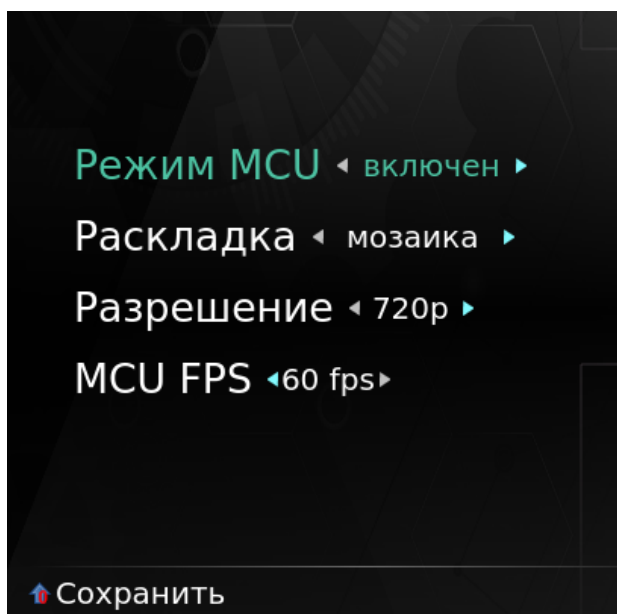 Режим MCU включен
Раскладка мозаика
Разрешение 720p
MCU FPS 60 fps
Сохранить